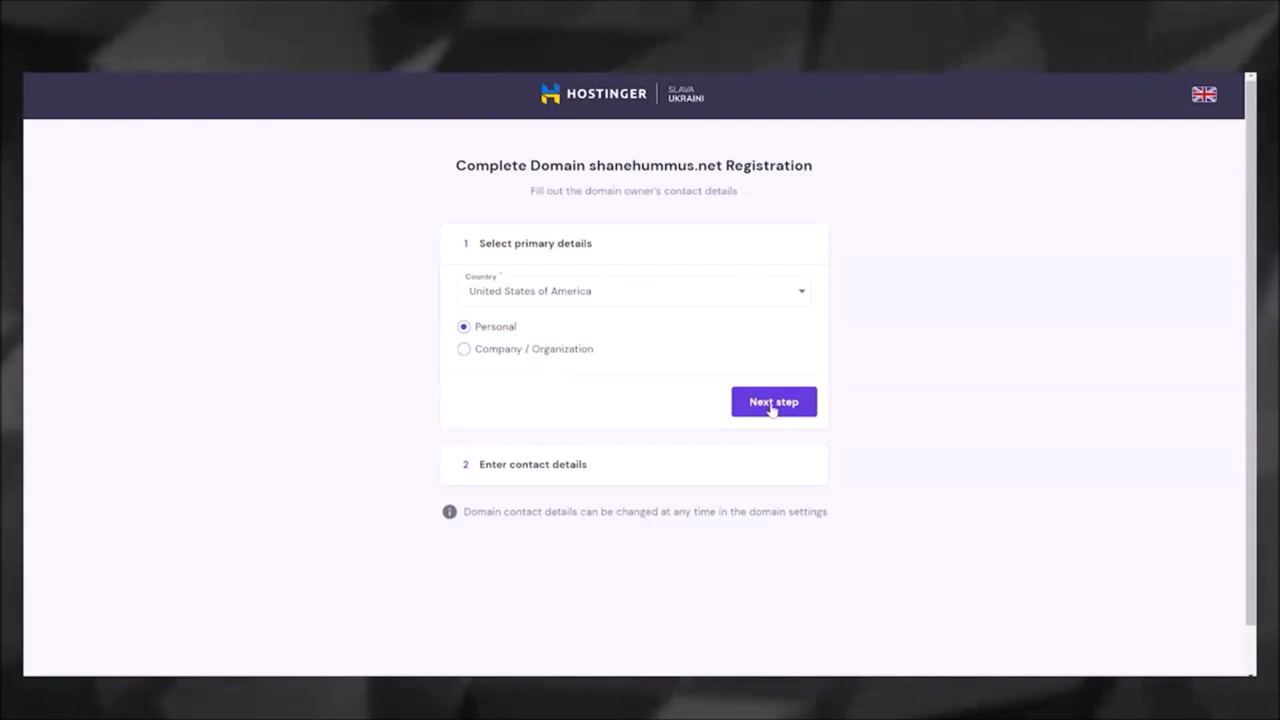 HOSTINGER
SLAVA
UKRAINI
Complete Domain shanehummus.net Registration
Fill out the domain owner's contact details
1 Select primary details
Country *
United States of America
Personal
Company / Organization
Next step
2 Enter contact details
Domain contact details can be changed at any time in the domain settings